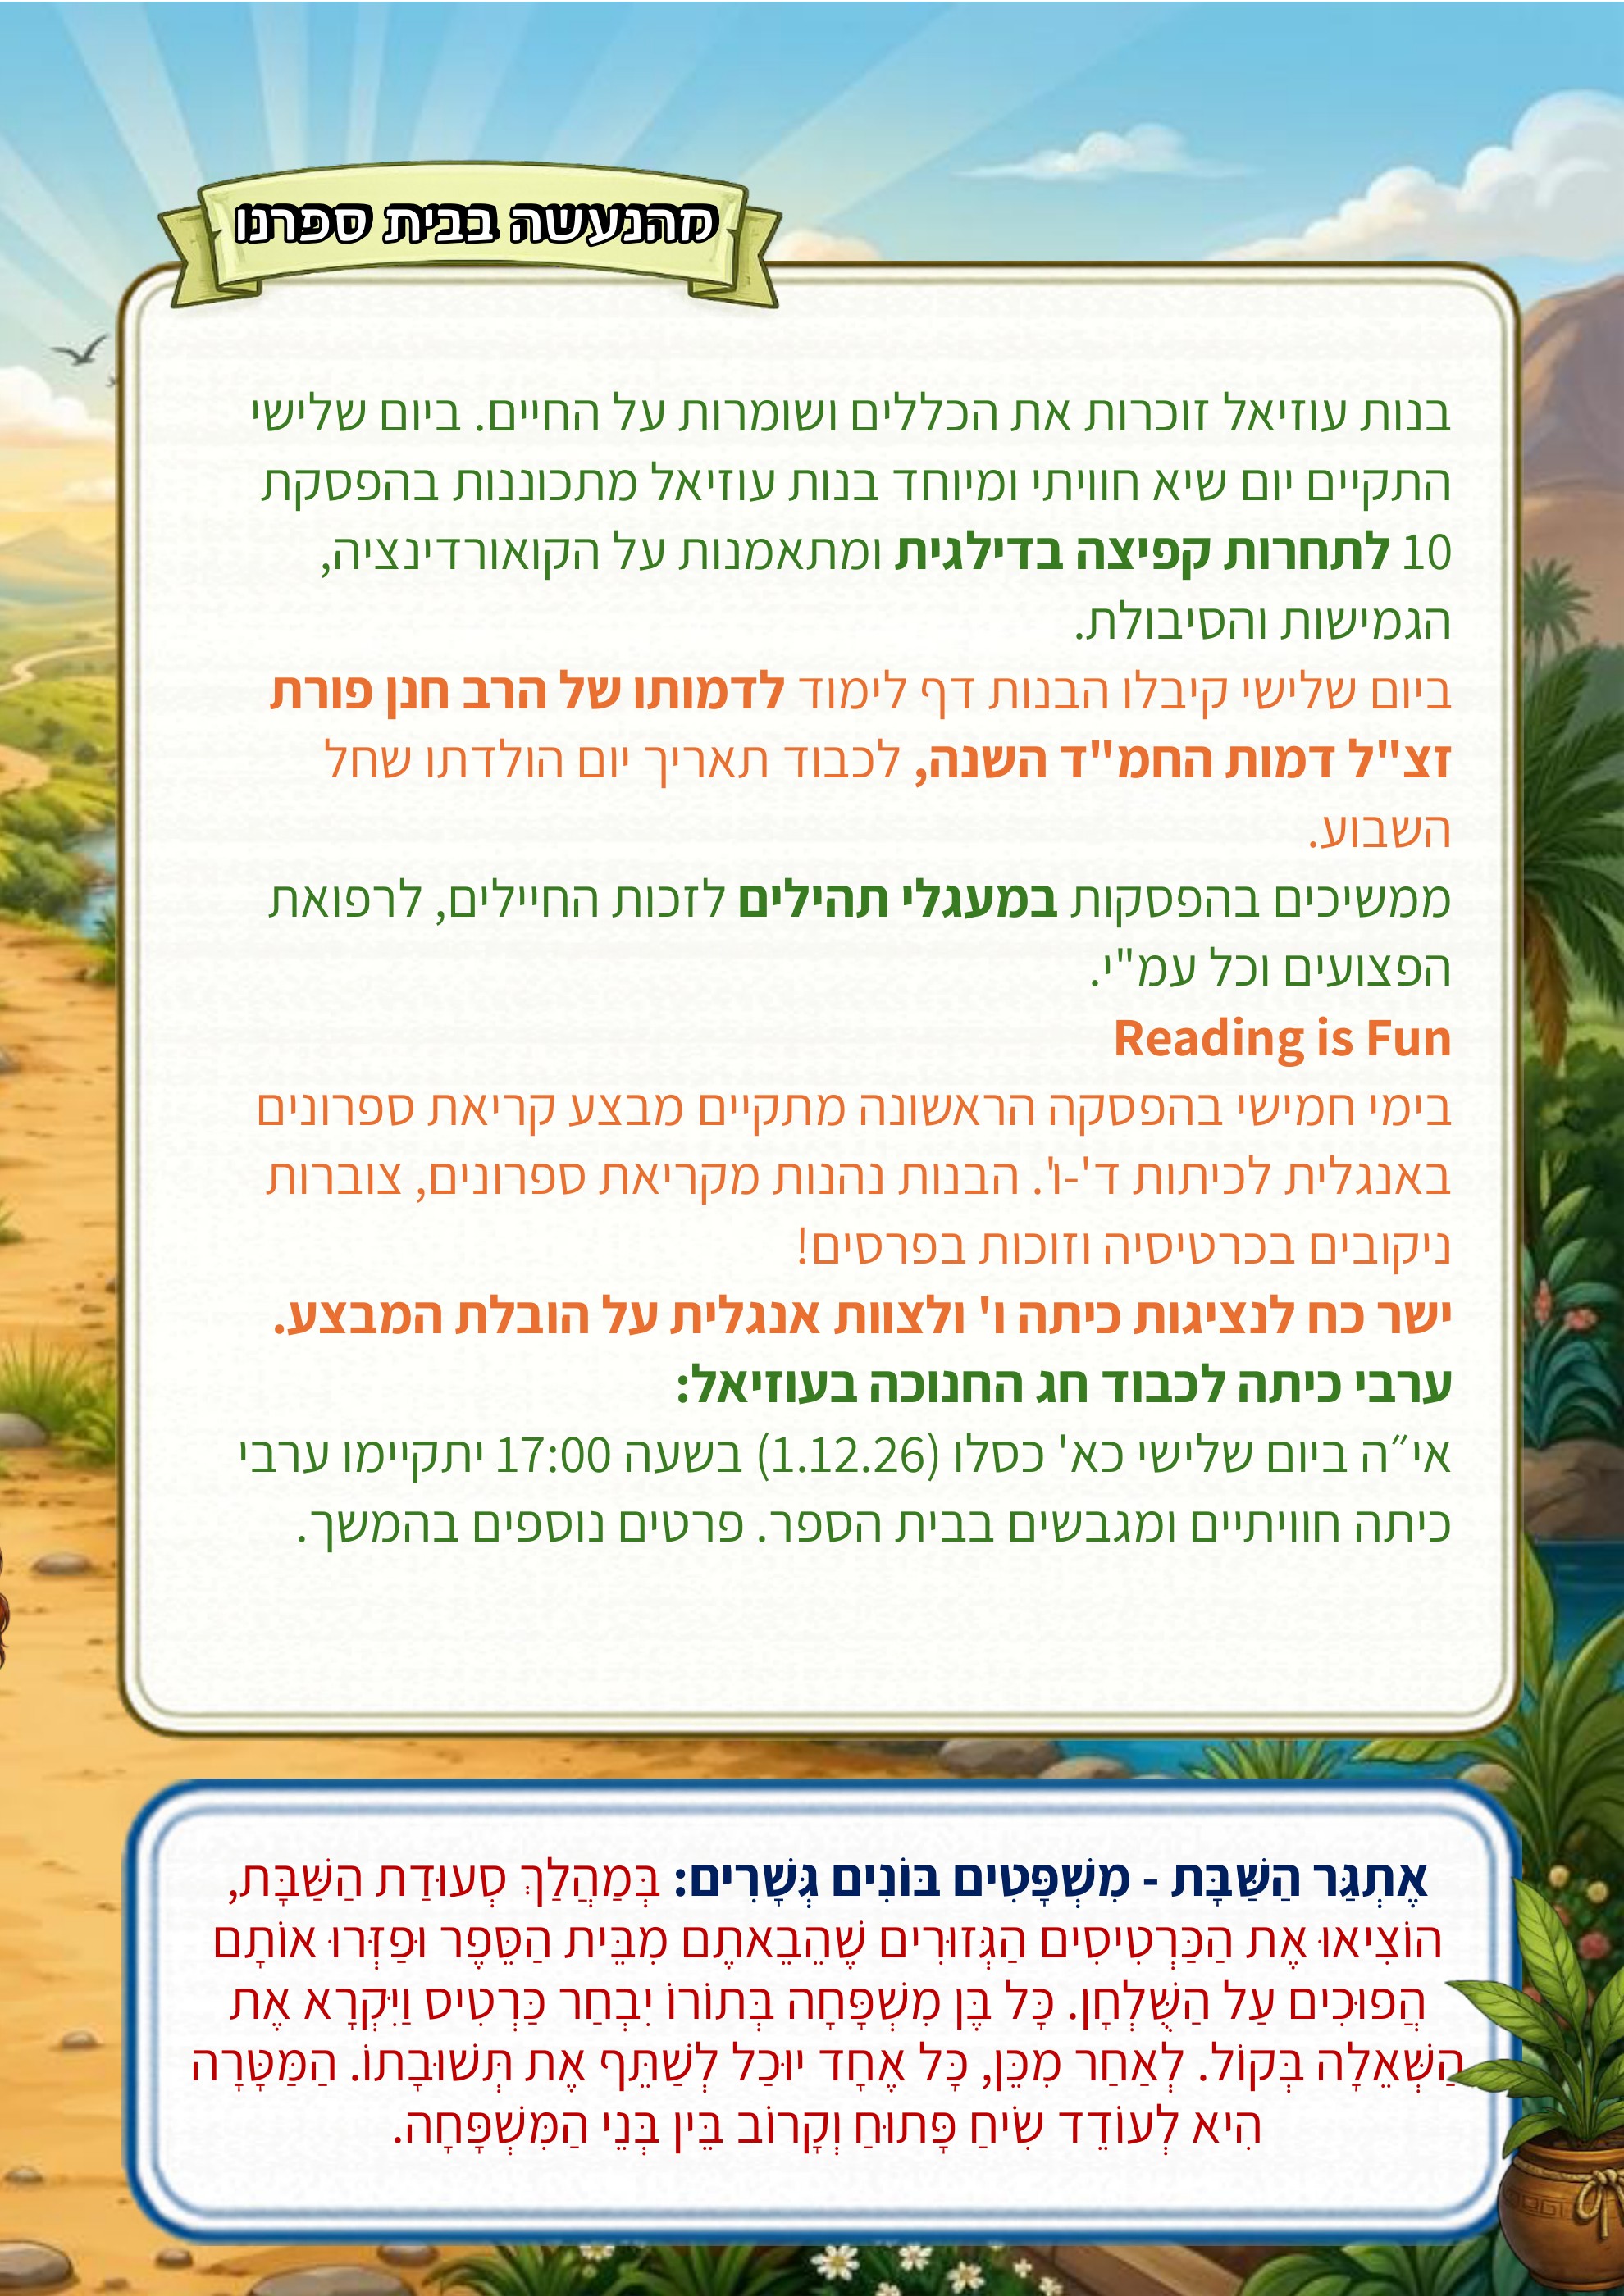 מהנעשה בבית ספרנו
בנות עוזיאל זוכרות את הכללים ושומרות על החיים. ביום שלישי
התקיים יום שיא חוויתי ומיוחד בנות עוזיאל מתכוננות בהפסקת
10 לתחרות קפיצה בדילגית ומתאמנות על הקואורדינציה,
הגמישות והסיבולת.
ביום שלישי קיבלו הבנות דף לימוד לדמותו של הרב חנן פורת
זצ"ל דמות החמ"ד השנה, לכבוד תאריך יום הולדתו שחל
השבוע.
ממשיכים בהפסקות במעגלי תהילים לזכות החיילים, לרפואת
הפצועים וכל עמ"י.
Reading is Fun
בימי חמישי בהפסקה הראשונה מתקיים מבצע קריאת ספרונים
באנגלית לכיתות ד'-ו'. הבנות נהנות מקריאת ספרונים, צוברות
ניקובים בכרטיסיה וזוכות בפרסים!
ישר כח לנציגות כיתה ו' ולצוות אנגלית על הובלת המבצע.
ערבי כיתה לכבוד חג החנוכה בעוזיאל:
אי״ה ביום שלישי כא' כסלו (1.12.26) בשעה 17:00 יתקיימו ערבי
כיתה חוויתיים ומגבשים בבית הספר. פרטים נוספים בהמשך.
אֶתְגַּר הַשַּׁבָּת - מִשְׁפָּטִים בּוֹנִים גְּשָׁרִים: בְּמַהֲלַךְ סְעוּדַת הַשַּׁבָּת,
הוֹצִיאוּ אֶת הַכַּרְטִיסִים הַגְּזוּרִים שֶׁהֵבֵאתֶם מִבֵּית הַסֵּפֶר וּפַזְּרוּ אוֹתָם
הֲפוּכִים עַל הַשֻּׁלְחָן. כָּל בֶּן מִשְׁפָּחָה בְּתוֹרוֹ יִבְחַר כַּרְטִיס וַיִּקְרָא אֶת
הַשְּׁאֵלָה בְּקוֹל. לְאַחַר מִכֵּן, כָּל אֶחָד יוּכַל לְשַׁתֵּף אֶת תְּשׁוּבָתוֹ. הַמַּטָּרָה
הִיא לְעוֹדֵד שִׂיחַ פָּתוּחַ וְקָרוֹב בֵּין בְּנֵי הַמִּשְׁפָּחָה.